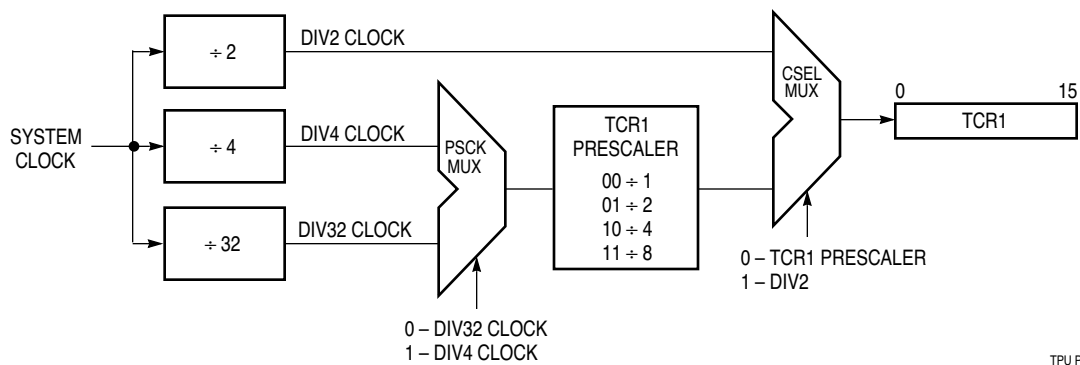 ÷ 2
DIV2 CLOCK
CSEL
MUX
0 15
TCR1
SYSTEM
CLOCK
÷ 4
DIV4 CLOCK
PSCK
MUX
TCR1
PRESCALER
00 ÷ 1
01 ÷ 2
10 ÷ 4
11 ÷ 8
÷ 32
DIV32 CLOCK
0 – TCR1 PRESCALER
1 – DIV2
0 – DIV32 CLOCK
1 – DIV4 CLOCK
TPU P